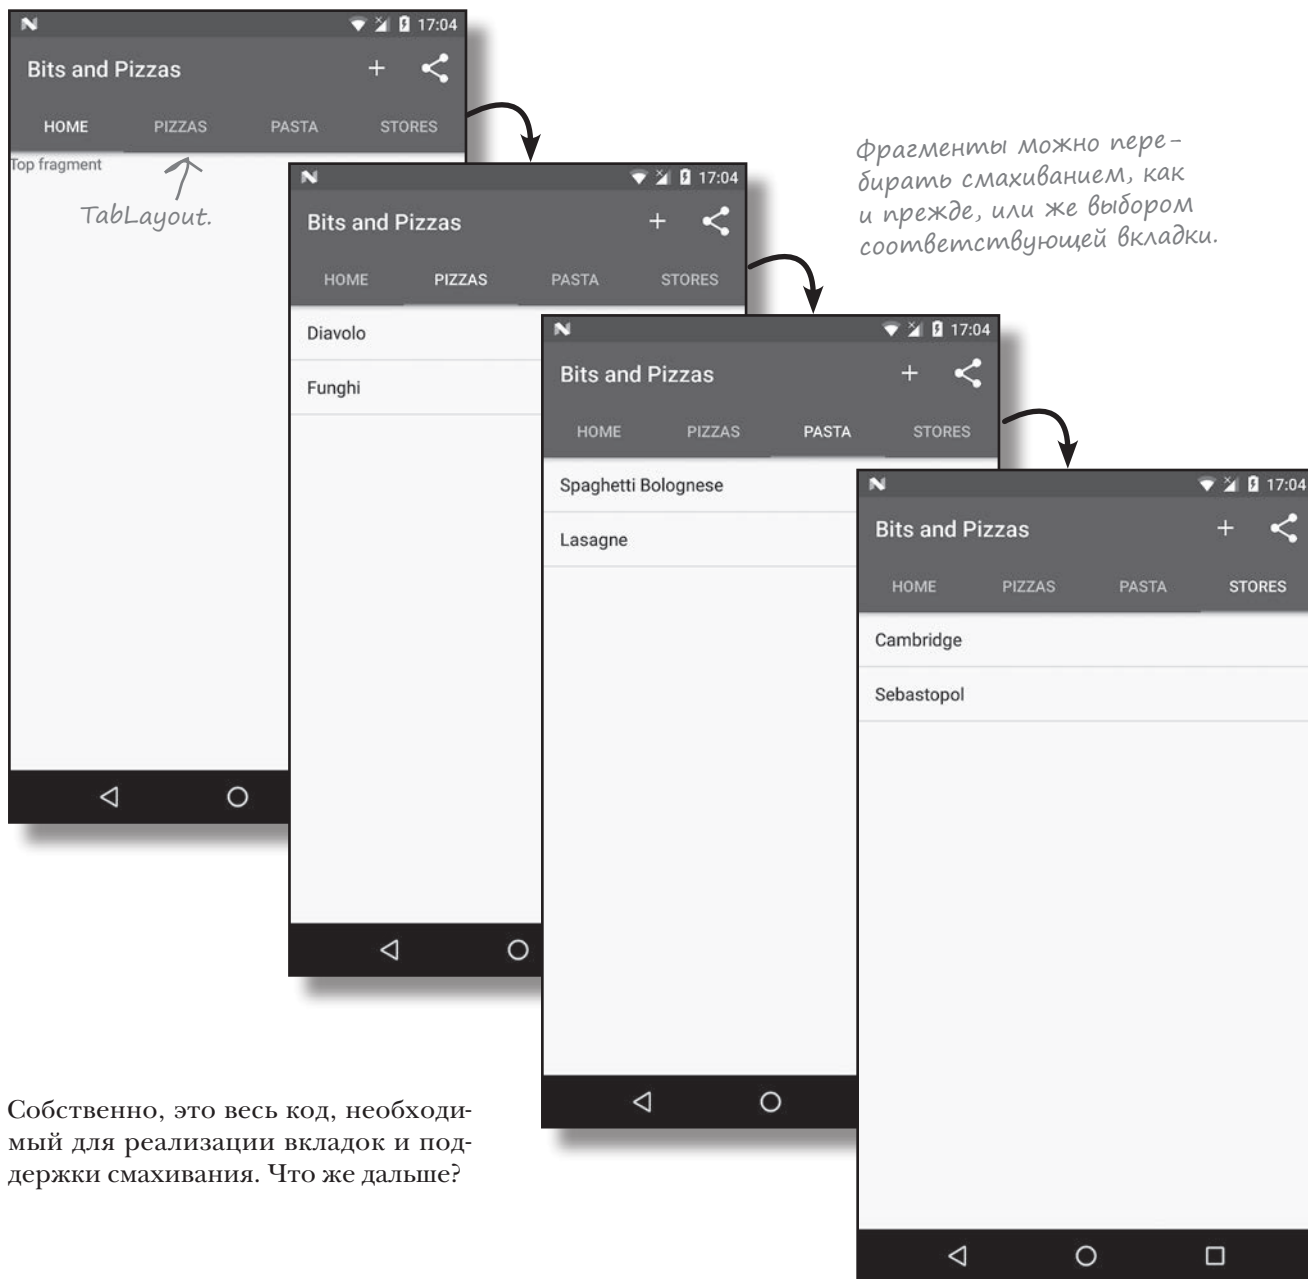 17:04
Bits and Pizzas
HOME PIZZAS PASTA STORES
Top fragment
TabLayout.
Фрагменты можно пере-
бирать смахиванием, как
и прежде, или же выбором
соответствующей вкладки.
17:04
Bits and Pizzas
HOME PIZZAS PASTA STORES
Diavolo
Funghi
17:04
Bits and Pizzas
HOME PIZZAS PASTA STORES
Spaghetti Bolognese
Lasagne
17:04
Bits and Pizzas
HOME PIZZAS PASTA STORES
Cambridge
Sebastopol
Собственно, это весь код, необходи-
мый для реализации вкладок и под-
держки смахивания. Что же дальше?